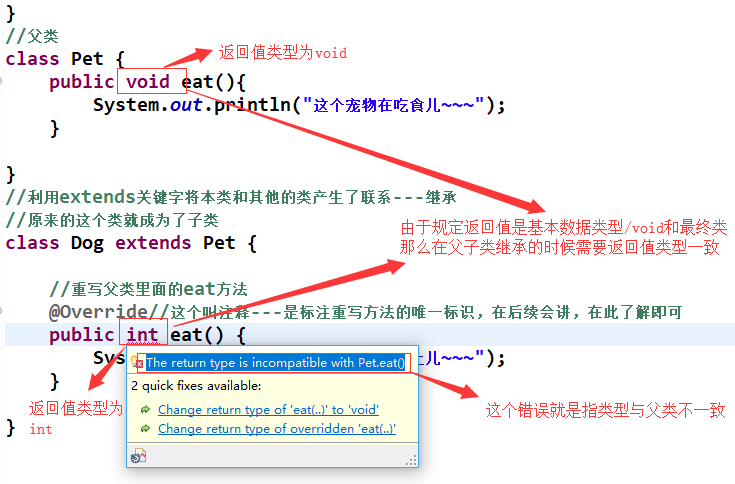 }
//父类
class Pet {
返回值类型为void
public void eat(){
System.out.println("这个宠物在吃食儿~~~");
}
}
//利用extends关键字将本类和其他的类产生了联系---继承
//原来的这个类就成为了子类
由于规定返回值是基本数据类型/void和最终类
那么在父子类继承的时候需要返回值类型一致
class Dog extends Pet {
//重写父类里面的eat方法
@Override//这个叫注释---是标注重写方法的唯一标识，在后续会讲，在此了解即可
public int eat() {
The return type is incompatible with Pet.eat()
儿~~~");
}
2 quick fixes available:
Change return type of 'eat(..)' to 'void'
Change return type of overridden 'eat(..)'
返回值类型为
int
这个错误就是指类型与父类不一致
}